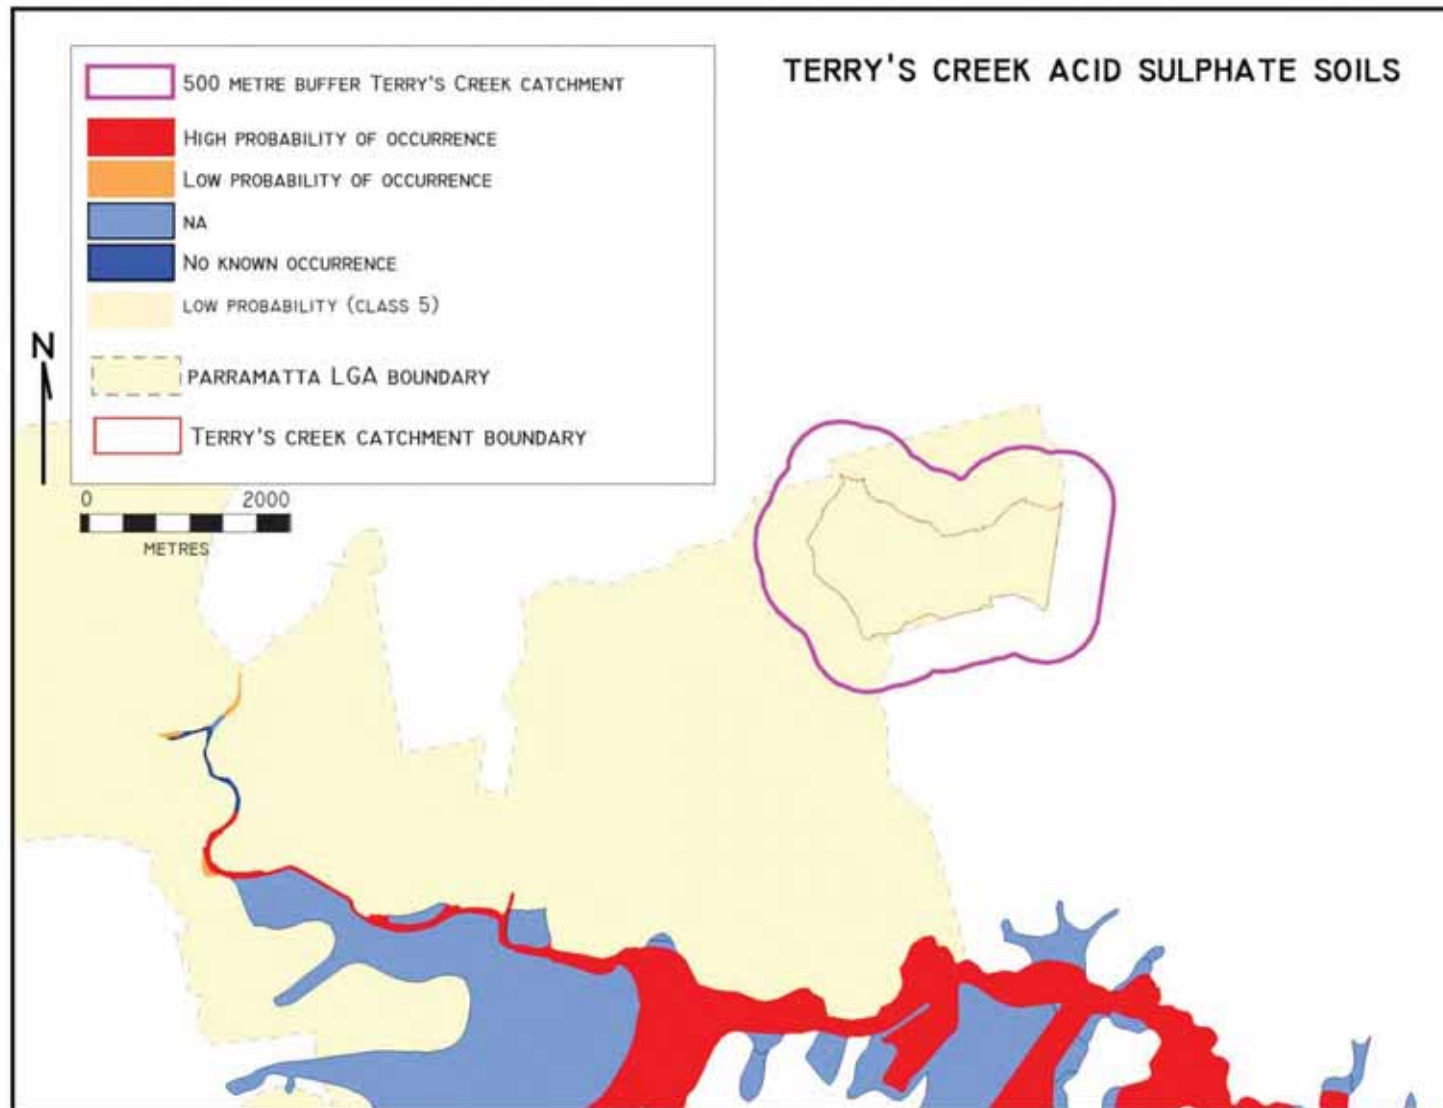 TERRY'S CREEK ACID SULPHATE SOILS
500 METRE BUFFER TERRY'S CREEK CATCHMENT
HIGH PROBABILITY OF OCCURRENCE
LOW PROBABILITY OF OCCURRENCE
NA
NO KNOWN OCCURRENCE
LOW PROBABILITY (CLASS 5)
PARRAMATTA LGA BOUNDARY
TERRY'S CREEK CATCHMENT BOUNDARY
N
0 2000
METRES